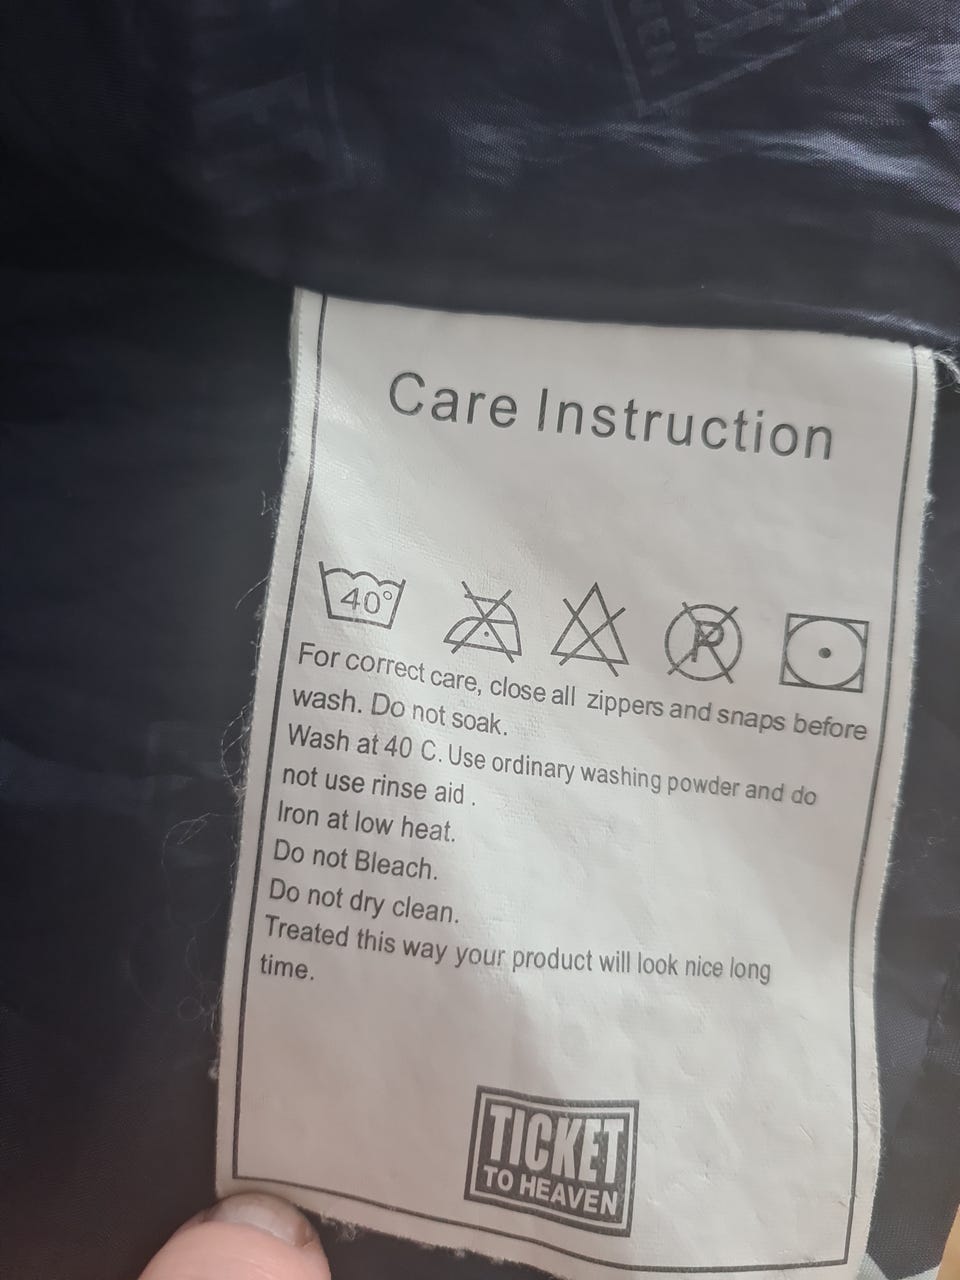 VEN
Care Instruction
40°
P
For correct care, close all zippers and snaps before
wash. Do not soak.
Wash at 40 C. Use ordinary washing powder and do
not use rinse aid .
Iron at low heat.
Do not Bleach.
Do not dry clean.
Treated this way your product will look nice long
time.
TICKET
TO HEAVEN